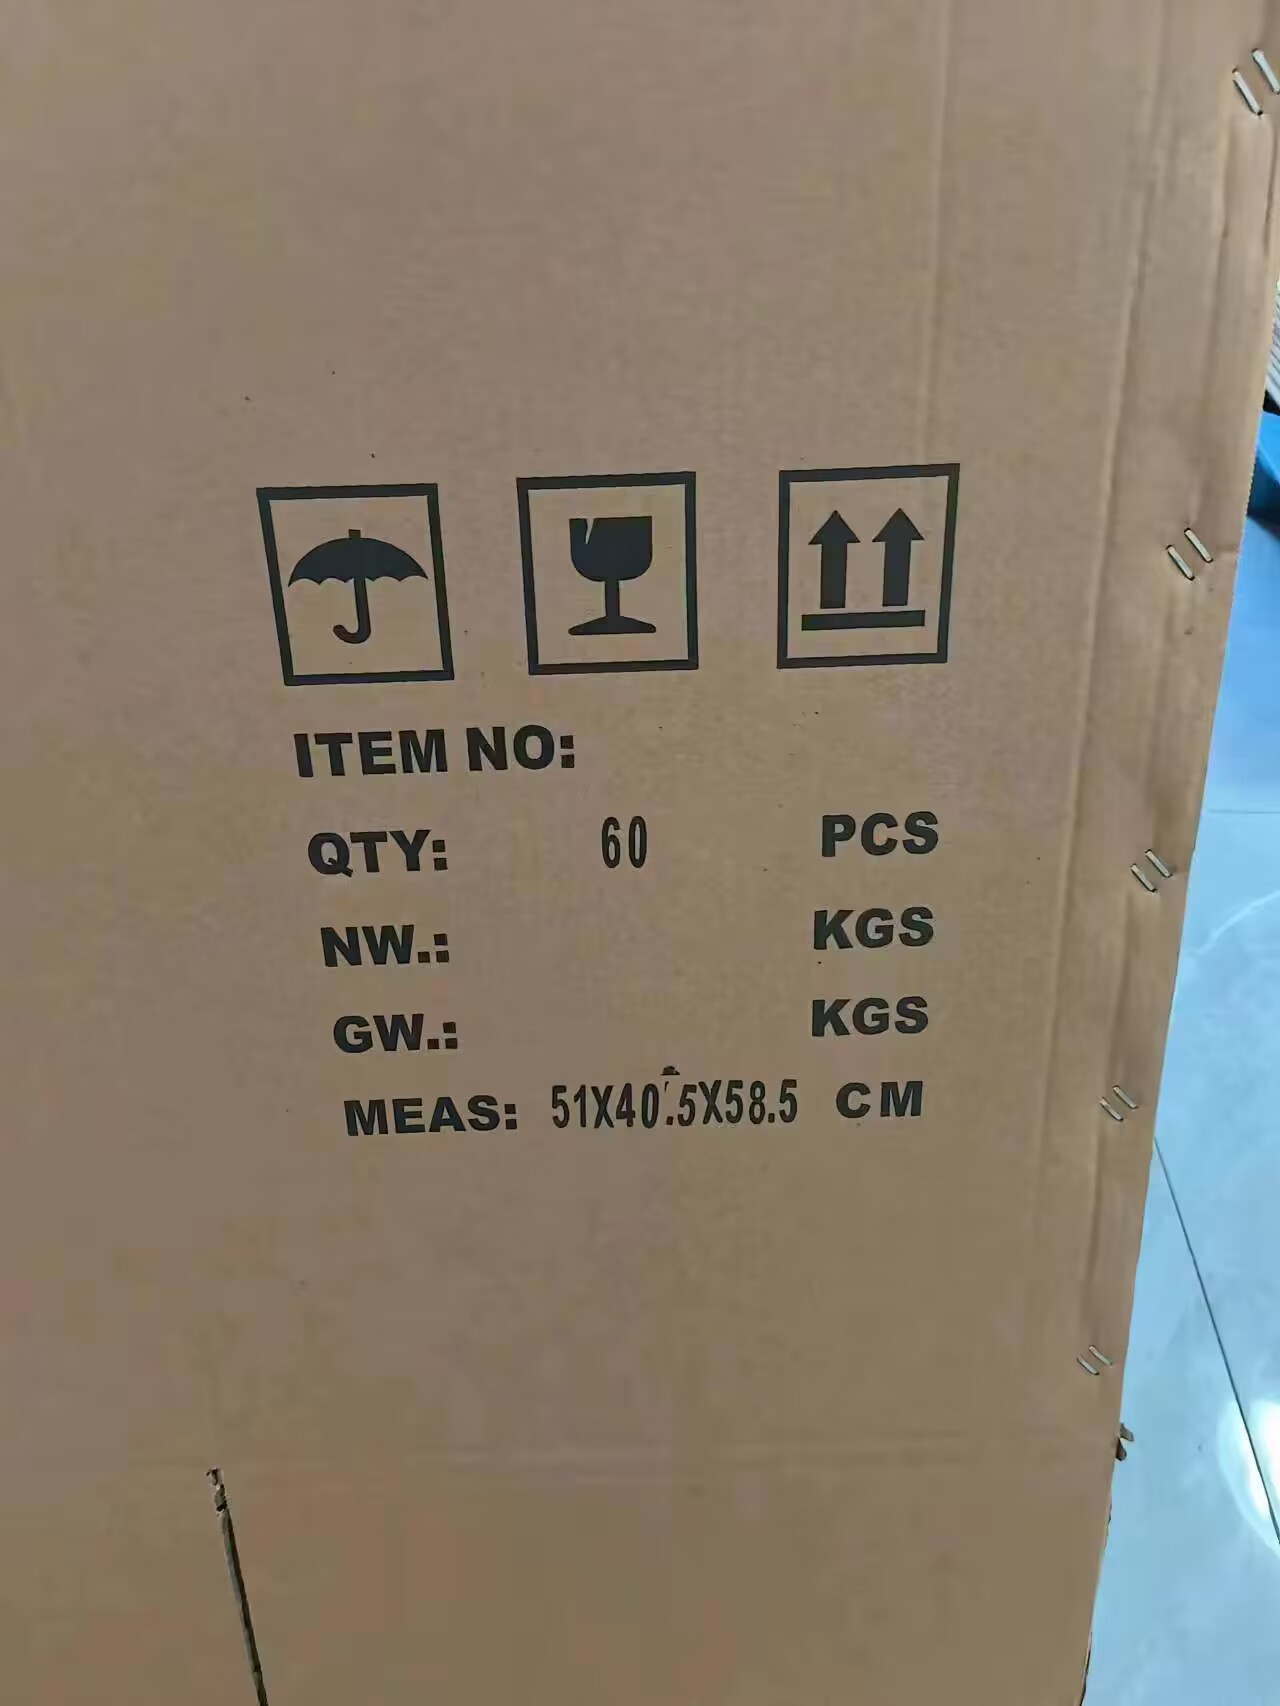 ITEM NO:
QTY: 60 PCS
NW.: KGS
GW.: KGS
MEAS: 51X40.5X58.5 CM